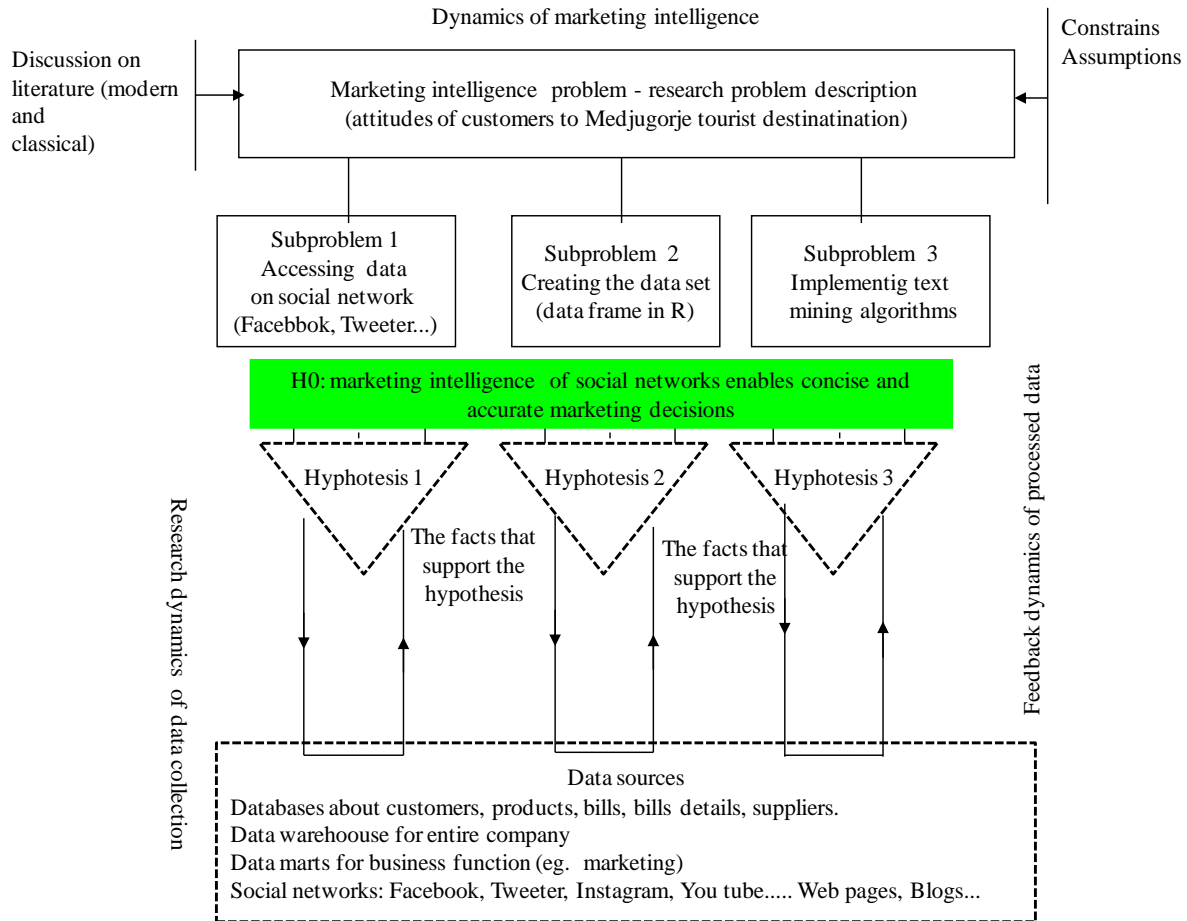 Dynamics of marketing intelligence
Constrains
Assumptions
Discussion on
literature (modern
and
classical)
Marketing intelligence problem - research problem description
(attitudes of customers to Medjugorje tourist destinatination)
Subproblem 1
Accessing data
on social network
(Facebbok, Tweeter...)
Subproblem 2
Creating the data set
(data frame in R)
Subproblem 3
Implementig text
mining algorithms
H0: marketing intelligence of social networks enables concise and
accurate marketing decisions
Hyphotesis 1
Hyphotesis 2
Hyphotesis 3
The facts that
support the
hypothesis
The facts that
support the
hypothesis
Research dynamics of data collection
Feedback dynamics of processed data
Data sources
Databases about customers, products, bills, bills details, suppliers.
Data warehoouse for entire company
Data marts for business function (eg. marketing)
Social networks: Facebook, Tweeter, Instagram, You tube..... Web pages, Blogs...